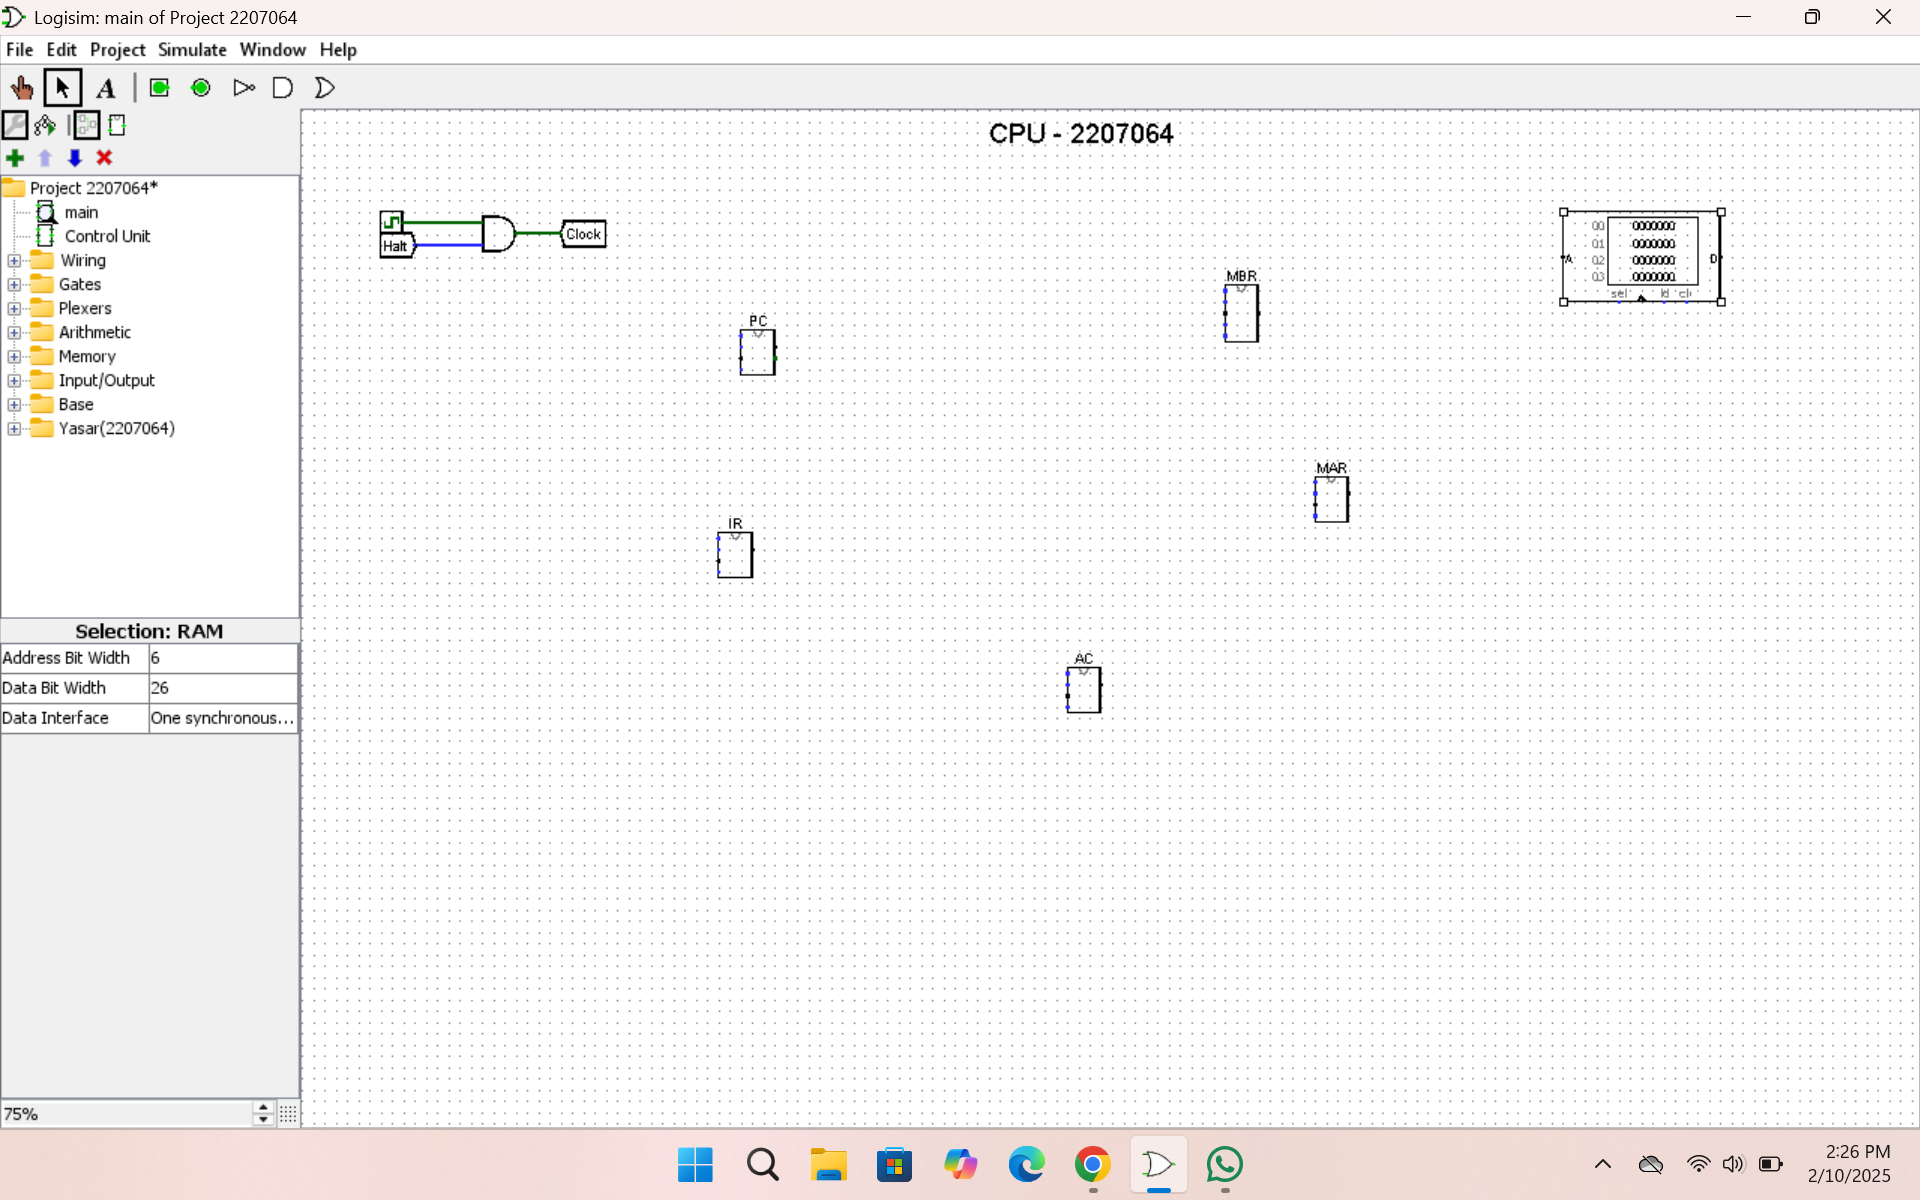 Logisim: main of Project 2207064
File Edit Project Simulate Window Help
A
CPU - 2207064
Project 2207064*
main
Control Unit
Wiring
Gates
Plexers
Arithmetic
Memory
Input/Output
Base
Yasar(2207064)
Halt
Clock
PC
MBR
00 0000000
01 0000000
A 02 0000000 D
03 0000000
sel ld clr
MAR
IR
AC
Selection: RAM
Address Bit Width 6
Data Bit Width 26
Data Interface One synchronous...
75%
2:26 PM
2/10/2025